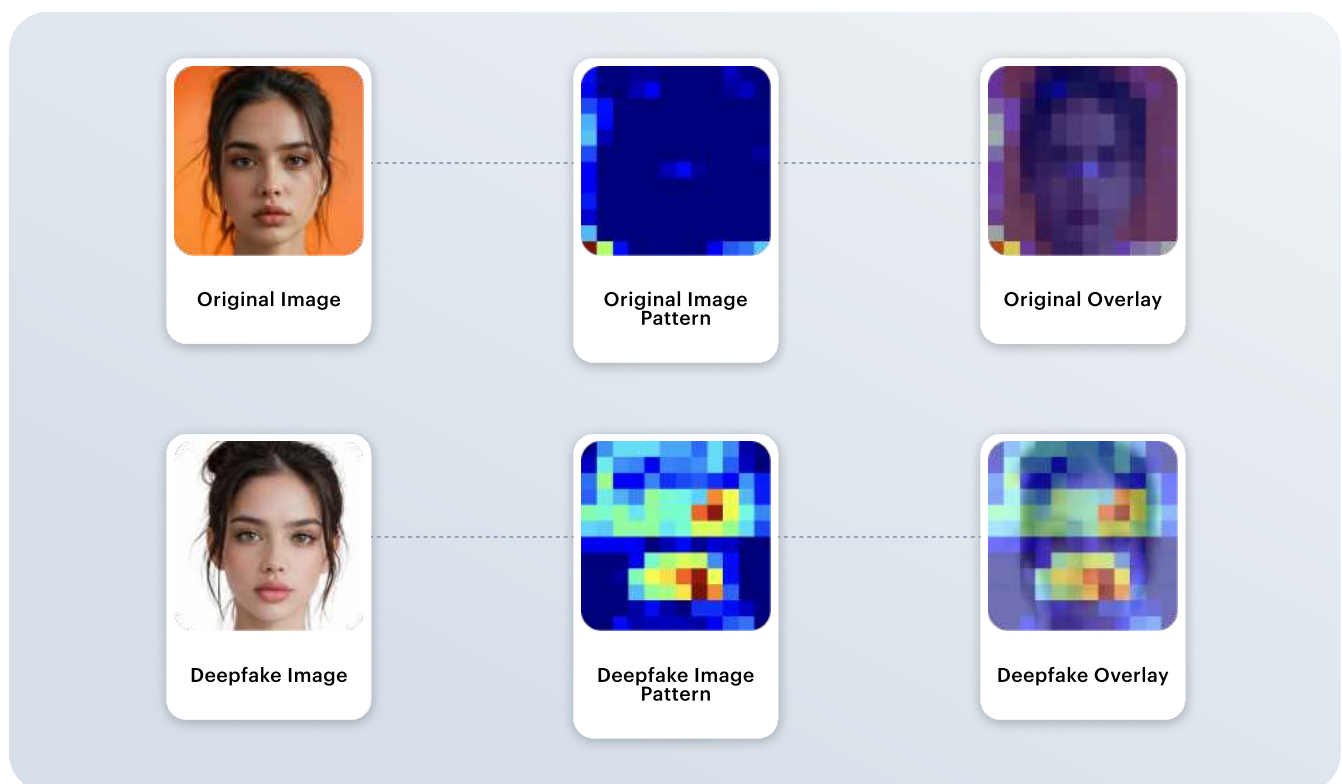 Original Image
Original Image
Pattern
Original Overlay
Deepfake Image
Deepfake Image
Pattern
Deepfake Overlay